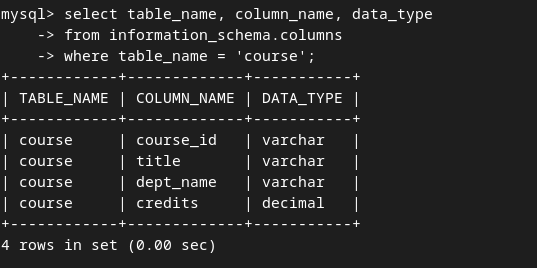 mysql> select table_name, column_name, data_type
    -> from information_schema.columns
    -> where table_name = 'course';
+------------+-------------+-----------+
| TABLE_NAME | COLUMN_NAME | DATA_TYPE |
+------------+-------------+-----------+
| course     | course_id   | varchar   |
| course     | title       | varchar   |
| course     | dept_name   | varchar   |
| course     | credits     | decimal   |
+------------+-------------+-----------+
4 rows in set (0.00 sec)